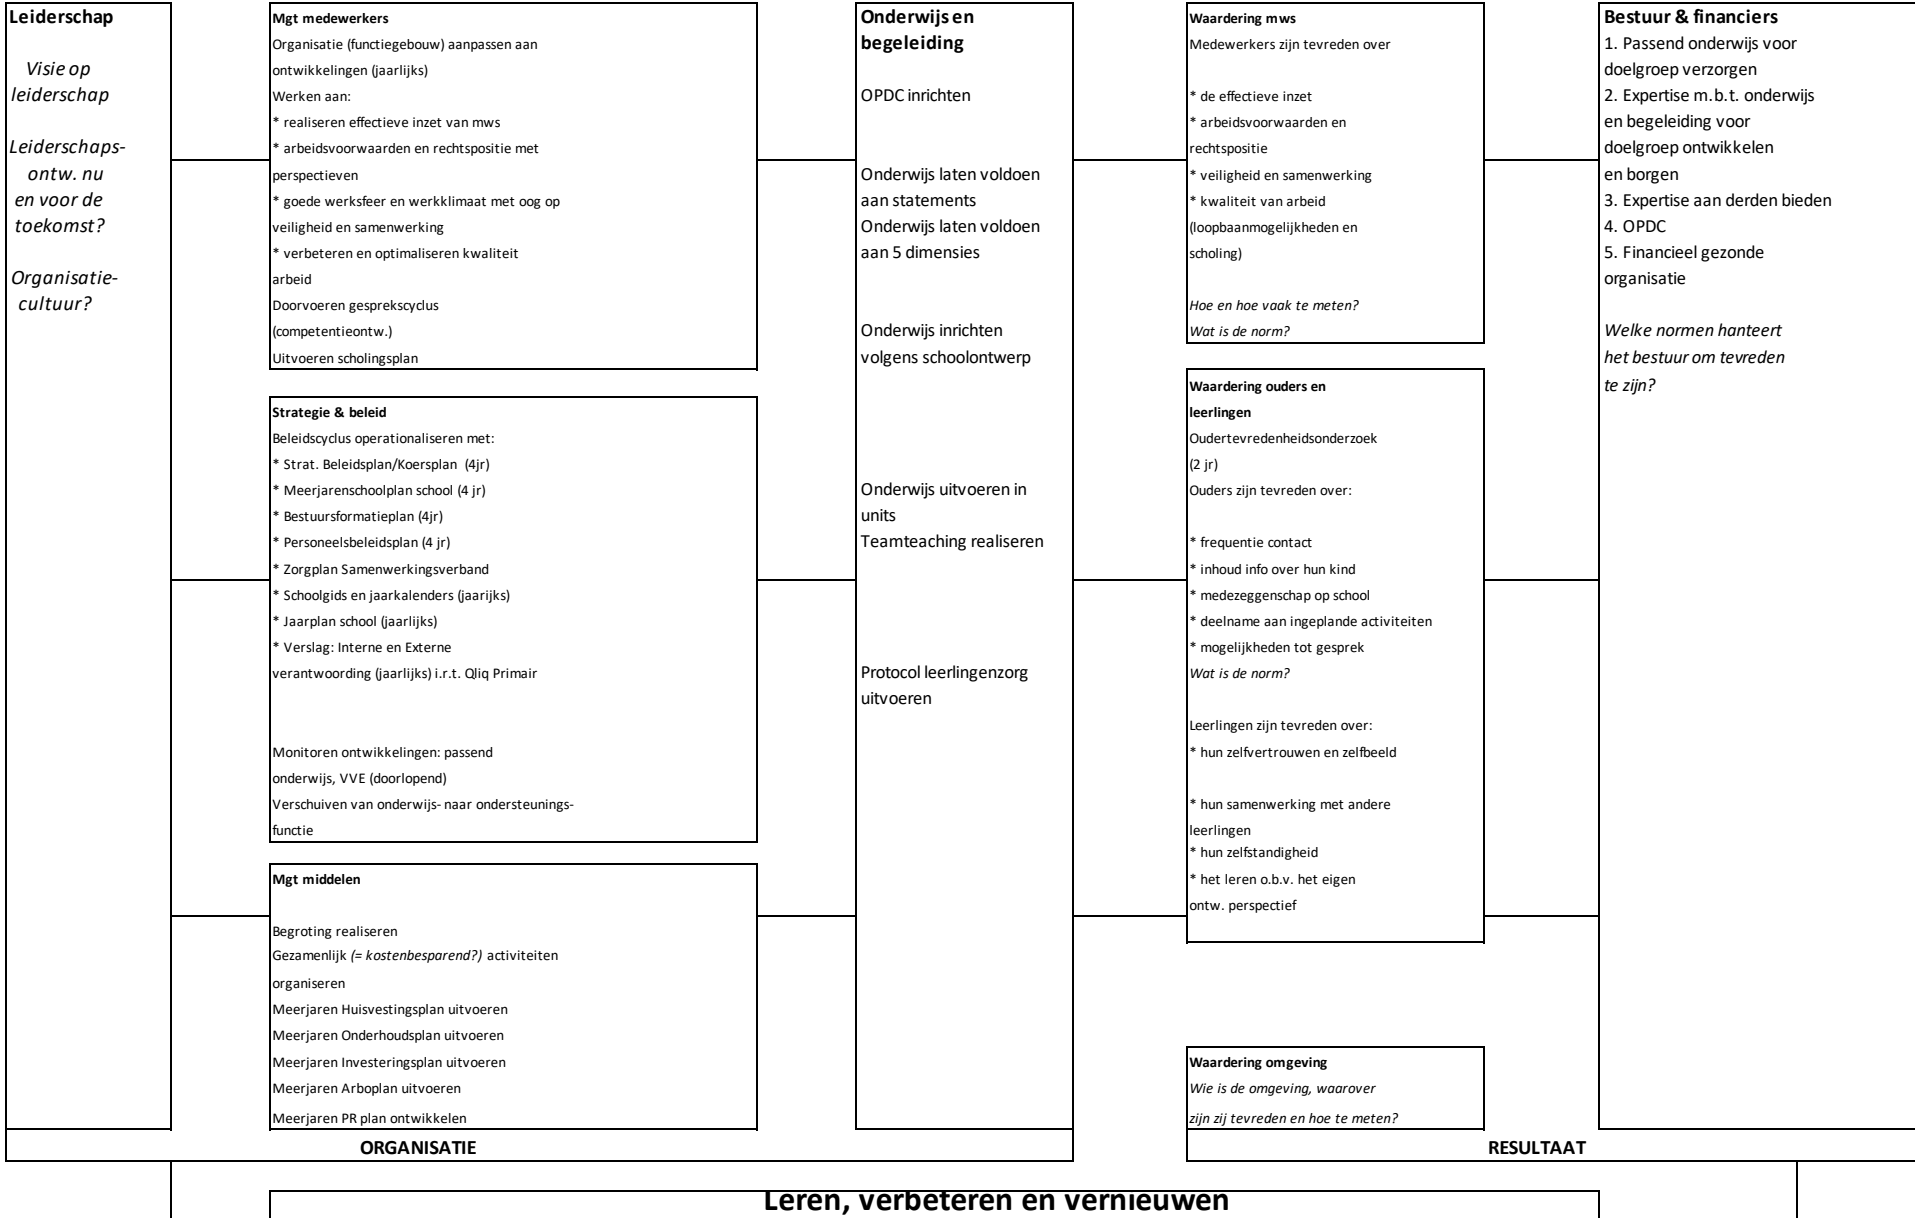 Leiderschap
Visie op
leiderschap
Leiderschaps-
ontw. nu
en voor de
toekomst?
Organisatie-
cultuur?
Mgt medewerkers
Organisatie (functiegebouw) aanpassen aan
ontwikkelingen (jaarlijks)
Werken aan:
* realiseren effectieve inzet van mws
* arbeidsvoorwaarden en rechtspositie met
perspectieven
* goede werksfeer en werkklimaat met oog op
veiligheid en samenwerking
* verbeteren en optimaliseren kwaliteit
arbeid
Doorvoeren gesprekscyclus
(competentieontw.)
Uitvoeren scholingsplan
Strategie & beleid
Beleidscyclus operationaliseren met:
* Strat. Beleidsplan/Koersplan (4jr)
* Meerjarenschoolplan school (4 jr)
* Bestuursformatieplan (4jr)
* Personeelsbeleidsplan (4 jr)
* Zorgplan Samenwerkingsverband
* Schoolgids en jaarkalenders (jaarijks)
* Jaarplan school (jaarlijks)
* Verslag: Interne en Externe
verantwoording (jaarlijks) i.r.t. Qliq Primair
Monitoren ontwikkelingen: passend
onderwijs, VVE (doorlopend)
Verschuiven van onderwijs- naar ondersteunings-
functie
Mgt middelen
Begroting realiseren
Gezamenlijk (= kostenbesparend?) activiteiten
organiseren
Meerjaren Huisvestingsplan uitvoeren
Meerjaren Onderhoudsplan uitvoeren
Meerjaren Investeringsplan uitvoeren
Meerjaren Arboplan uitvoeren
Meerjaren PR plan ontwikkelen
Onderwijs en
begeleiding
OPDC inrichten
Onderwijs laten voldoen
aan statements
Onderwijs laten voldoen
aan 5 dimensies
Onderwijs inrichten
volgens schoolontwerp
Onderwijs uitvoeren in
units
Teamteaching realiseren
Protocol leerlingenzorg
uitvoeren
Waardering mws
Medewerkers zijn tevreden over
* de effectieve inzet
* arbeidsvoorwaarden en
rechtspositie
* veiligheid en samenwerking
* kwaliteit van arbeid
(loopbaanmogelijkheden en
scholing)
Hoe en hoe vaak te meten?
Wat is de norm?
Waardering ouders en
leerlingen
Oudertevredenheidsonderzoek
(2 jr)
Ouders zijn tevreden over:
* frequentie contact
* inhoud info over hun kind
* medezeggenschap op school
* deelname aan ingeplande activiteiten
* mogelijkheden tot gesprek
Wat is de norm?
Leerlingen zijn tevreden over:
* hun zelfvertrouwen en zelfbeeld
* hun samenwerking met andere
leerlingen
* hun zelfstandigheid
* het leren o.b.v. het eigen
ontw. perspectief
Waardering omgeving
Wie is de omgeving, waarover
zijn zij tevreden en hoe te meten?
Bestuur & financiers
1. Passend onderwijs voor
doelgroep verzorgen
2. Expertise m.b.t. onderwijs
en begeleiding voor
doelgroep ontwikkelen
en borgen
3. Expertise aan derden bieden
4. OPDC
5. Financieel gezonde
organisatie
Welke normen hanteert
het bestuur om tevreden
te zijn?
ORGANISATIE
RESULTAAT
Leren, verbeteren en vernieuwen